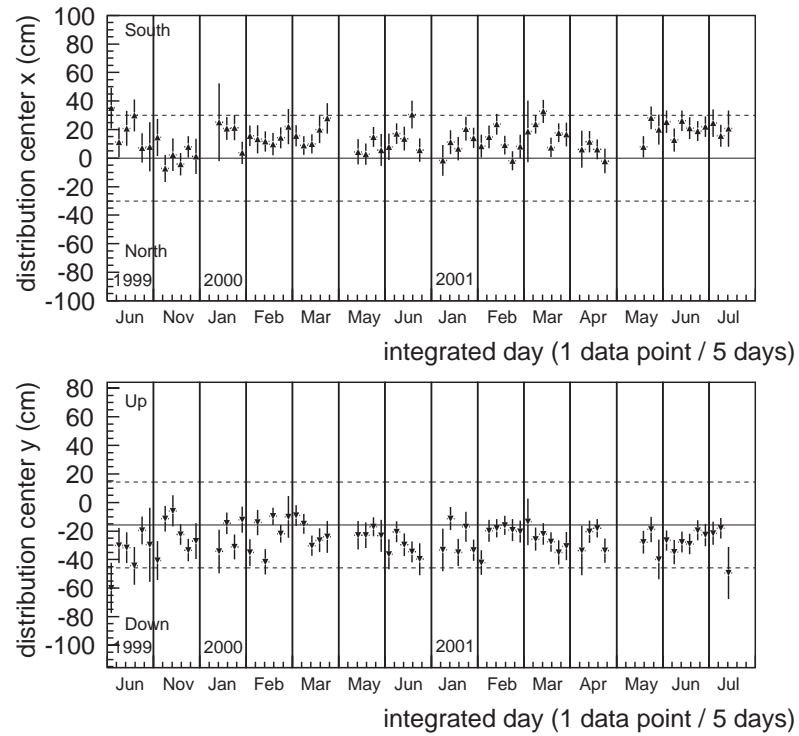 distribution center x (cm)
100
80
60
40
20
0
-20
-40
-60
-80
-100
South
North
1999
2000
2001
Jun Nov Jan Feb Mar May Jun Jan Feb Mar Apr May Jun Jul
integrated day (1 data point / 5 days)
distribution center y (cm)
80
60
40
20
0
-20
-40
-60
-80
-100
Up
Down
1999
2000
2001
Jun Nov Jan Feb Mar May Jun Jan Feb Mar Apr May Jun Jul
integrated day (1 data point / 5 days)